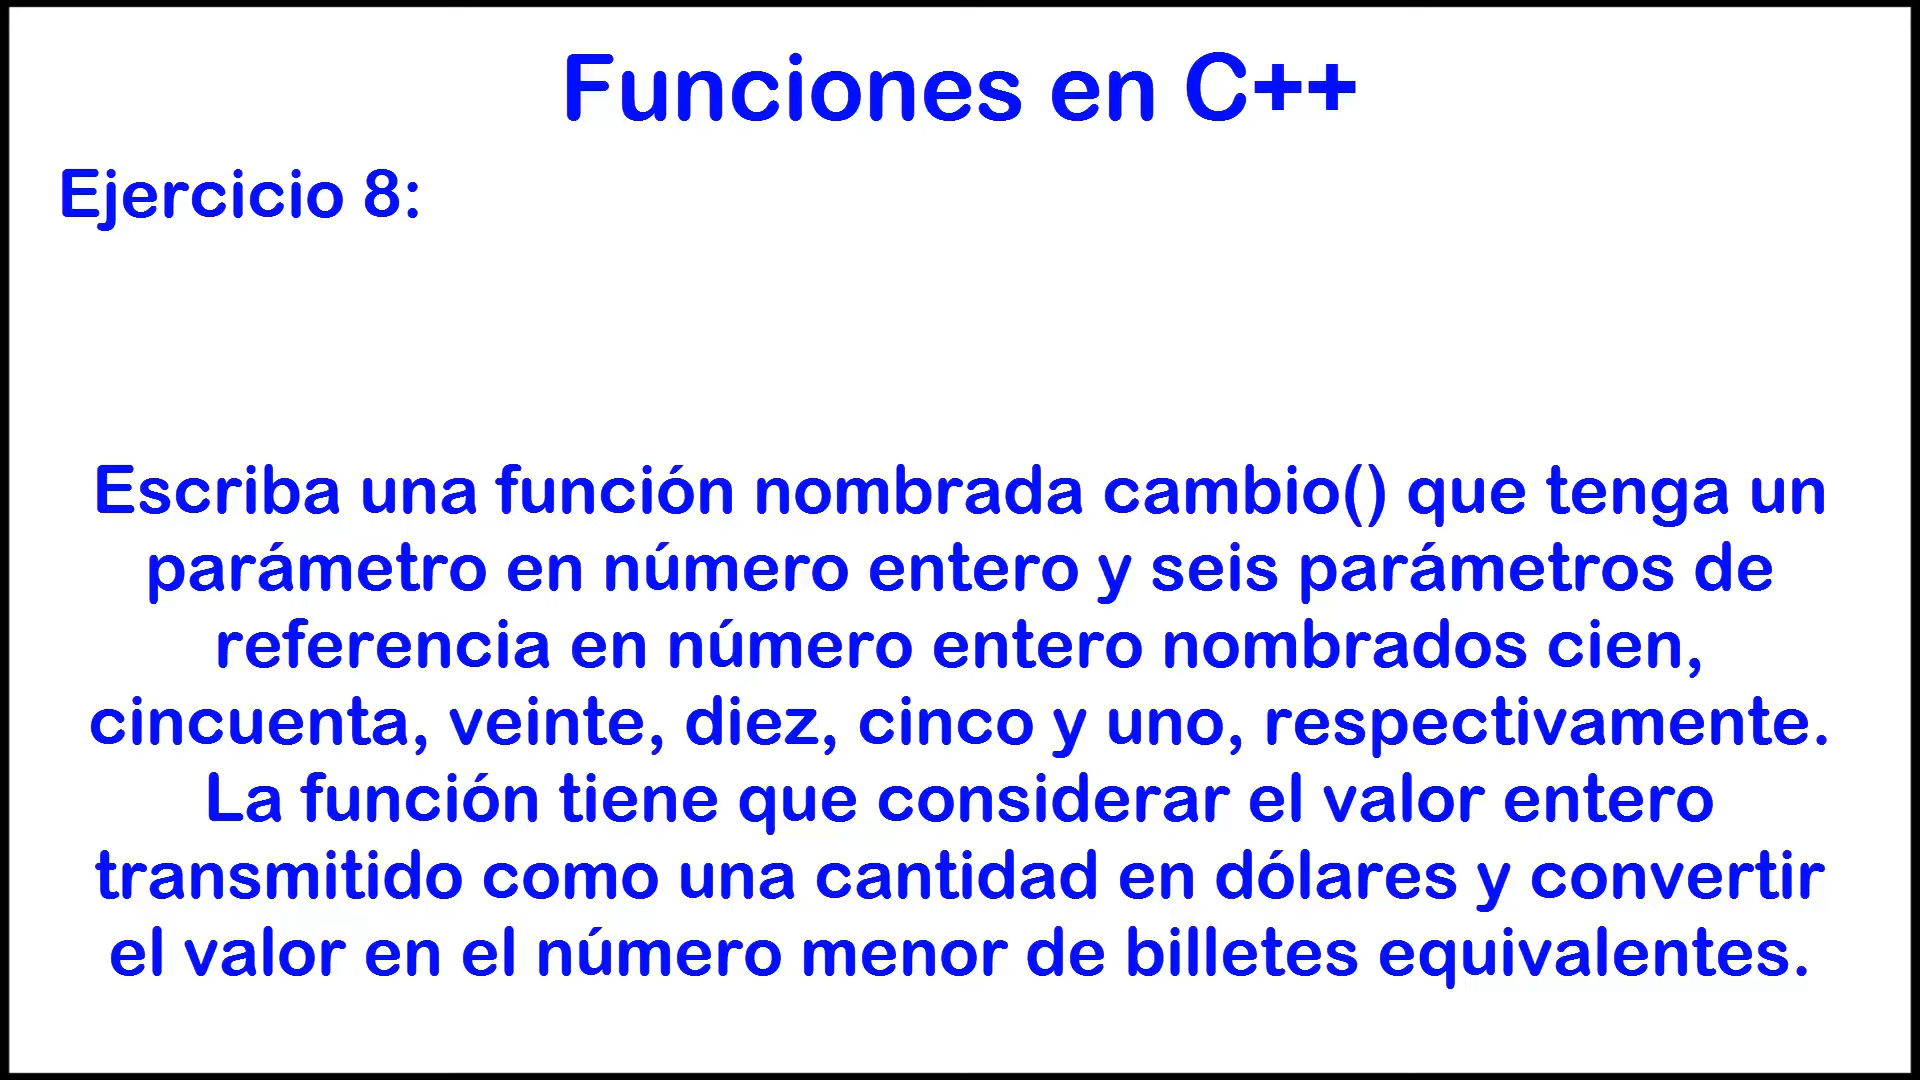 Funciones en C++
Ejercicio 8:
Escriba una función nombrada cambio() que tenga un
parámetro en número entero y seis parámetros de
referencia en número entero nombrados cien,
cincuenta, veinte, diez, cinco y uno, respectivamente.
La función tiene que considerar el valor entero
transmitido como una cantidad en dólares y convertir
el valor en el número menor de billetes equivalentes.